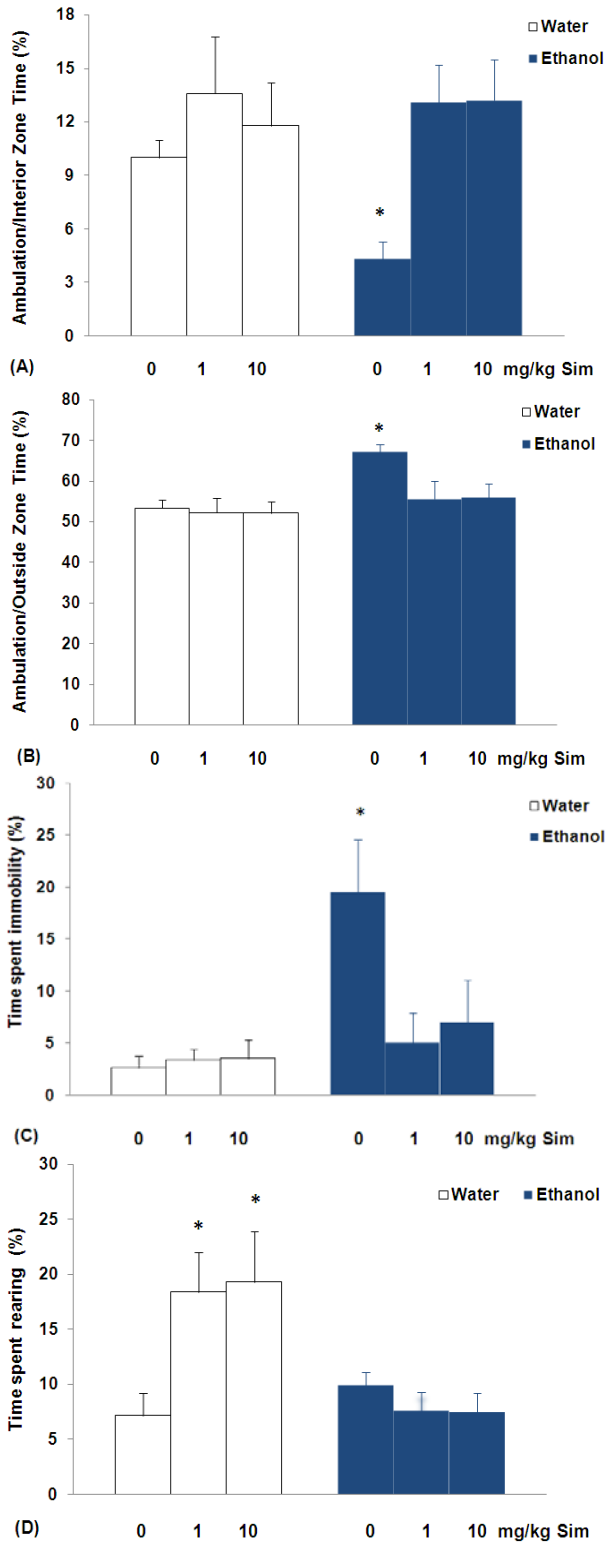 Ambulation/Interior Zone Time (%)
18
15
12
9
6
3
0
Water
Ethanol
*
0 1 10 0 1 10 mg/kg Sim
(A)
Ambulation/Outside Zone Time (%)
80
70
60
50
40
30
20
10
0
Water
Ethanol
*
0 1 10 0 1 10 mg/kg Sim
(B)
Time spent immobility (%)
30
25
20
15
10
5
0
Water
Ethanol
*
0 1 10 0 1 10 mg/kg Sim
(C)
Time spent rearing (%)
30
25
20
15
10
5
0
Water Ethanol
* *
0 1 10 0 1 10 mg/kg Sim
(D)